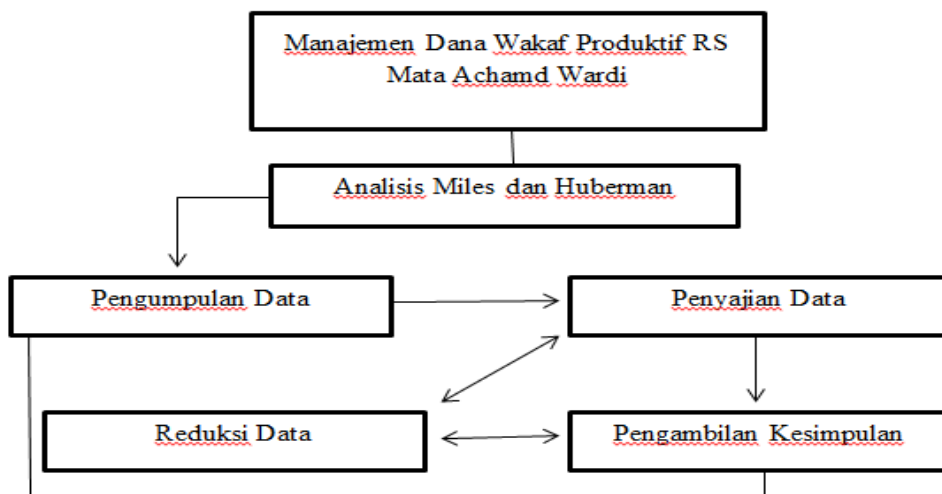 Manajemen Dana Wakaf Produktif RS
Mata Achamd Wardi
Analisis Miles dan Huberman
Pengumpulan Data
Penyajian Data
Reduksi Data
Pengambilan Kesimpulan